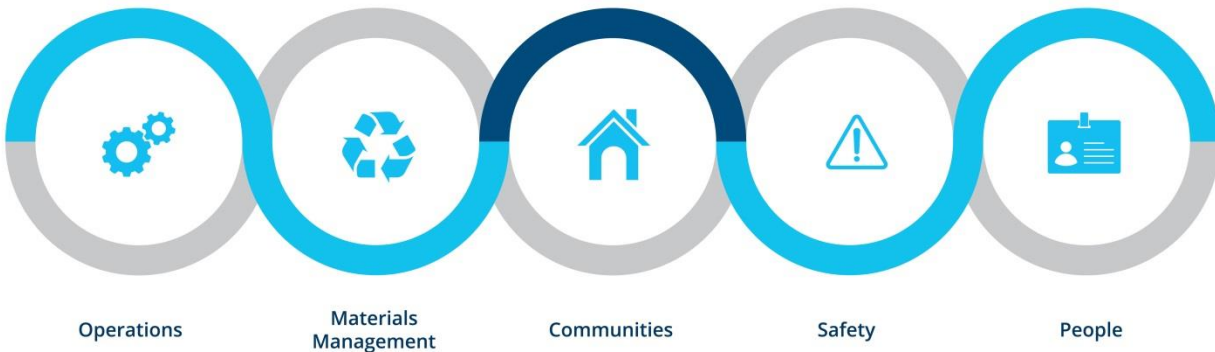 Operations
Materials
Management
Communities
Safety
People